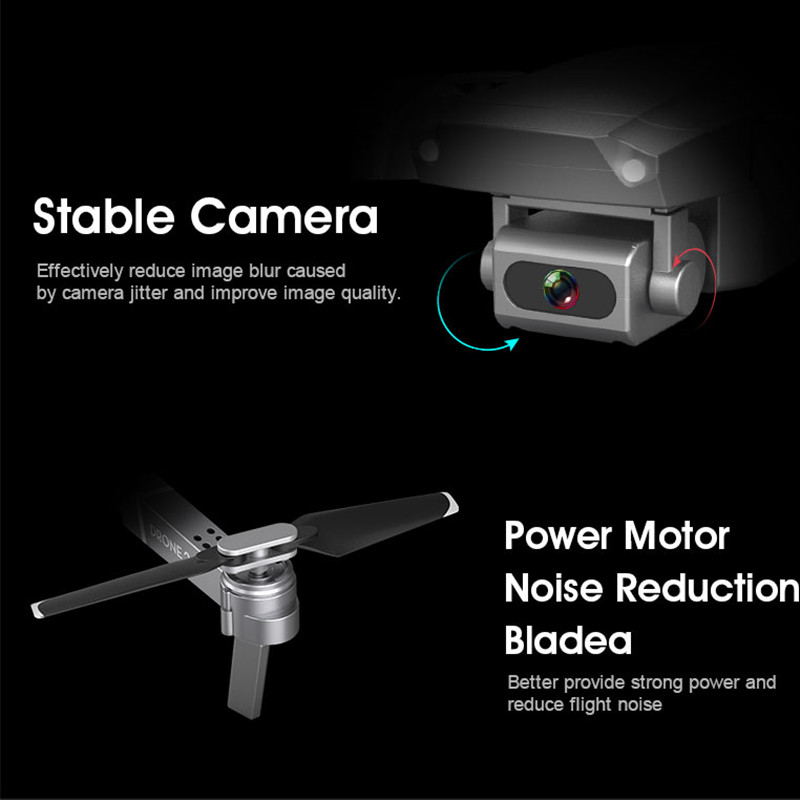 Stable Camera
Effectively reduce image blur caused
by camera jitter and improve image quality.
DRONE
Power Motor
Noise Reduction
Bladea
Better provide strong power and
reduce flight noise